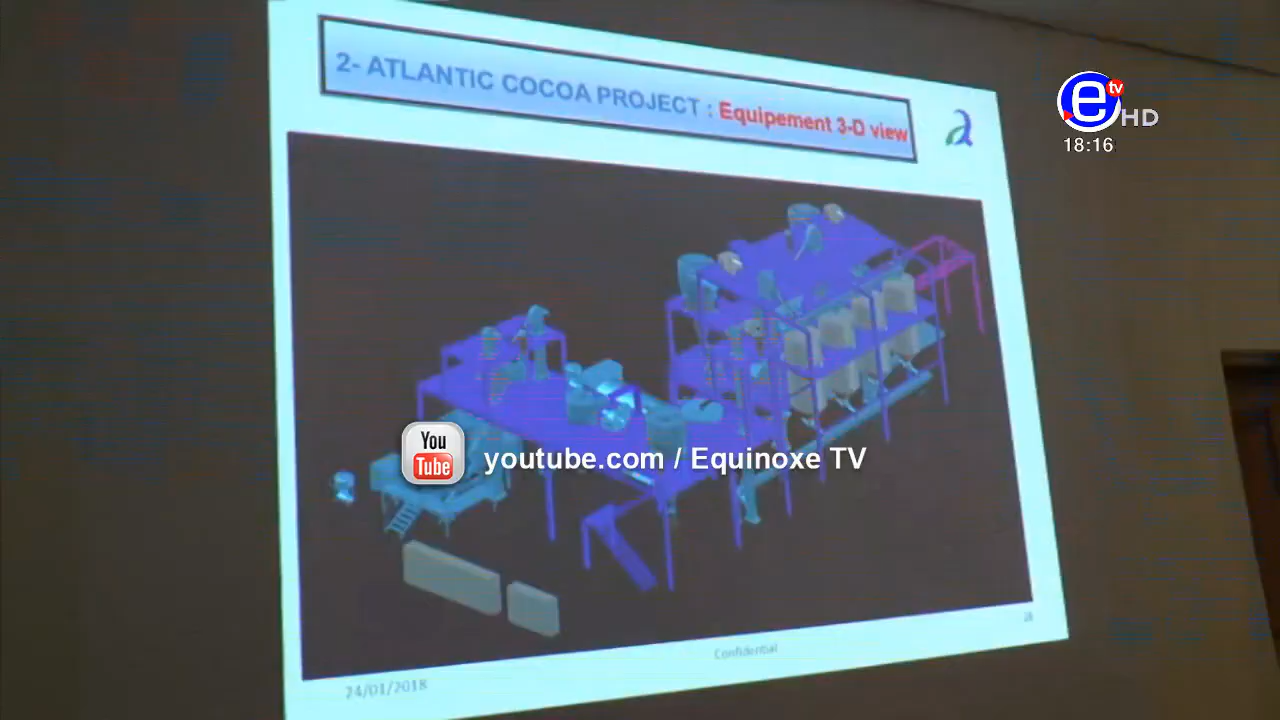 2- ATLANTIC COCOA PROJECT : Equipement 3-D view
e tv HD
18:16
You Tube
youtube.com / Equinoxe TV
Confidential
24/01/2018